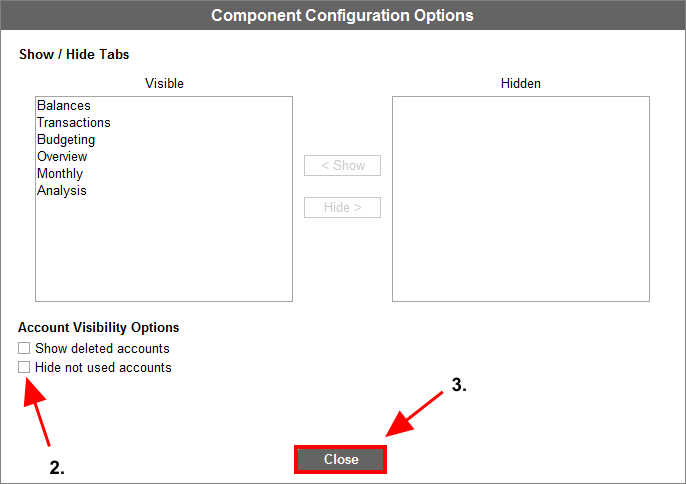 Component Configuration Options
Show / Hide Tabs
Visible
Hidden
Balances
Transactions
Budgeting
Overview
Monthly
Analysis
< Show
Hide >
Account Visibility Options
Show deleted accounts
Hide not used accounts
3.
2.
Close